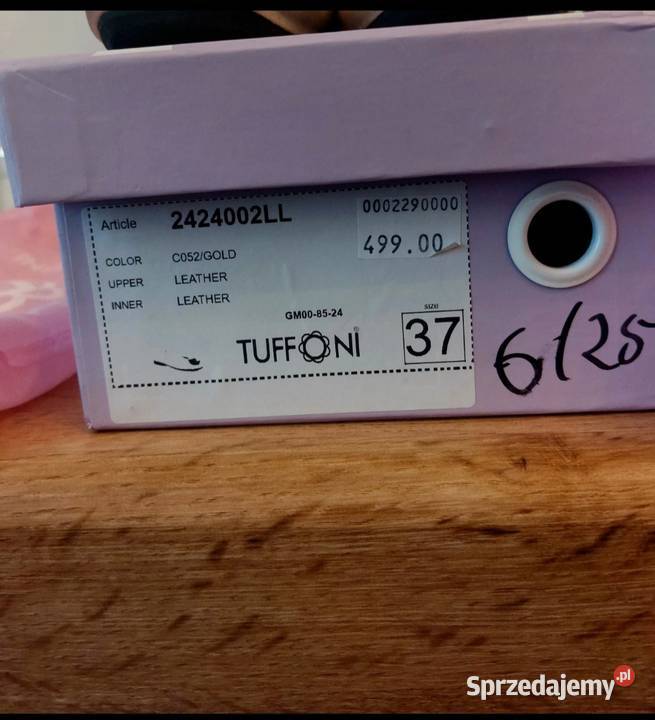 Article 2424002LL
0002290000
499.00
COLOR C052/GOLD
UPPER LEATHER
INNER LEATHER
GM00-85-24
TUFFONI®
SIZE
37
6/25
Sprzedajemy.pl